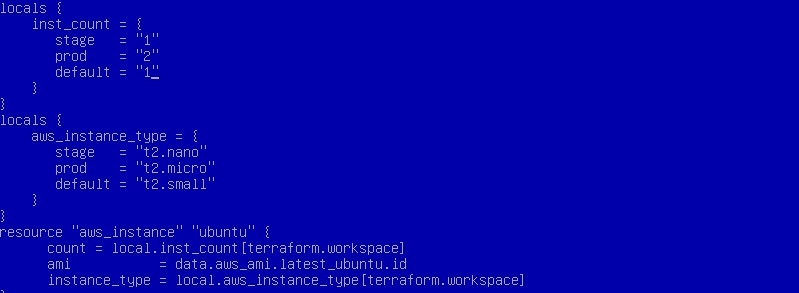 locals {
    inst_count = {
       stage   = "1"
       prod    = "2"
       default = "1"
    }
}
locals {
    aws_instance_type = {
       stage   = "t2.nano"
       prod    = "t2.micro"
       default = "t2.small"
    }
}
resource "aws_instance" "ubuntu" {
      count = local.inst_count[terraform.workspace]
      ami           = data.aws_ami.latest_ubuntu.id
      instance_type = local.aws_instance_type[terraform.workspace]
}